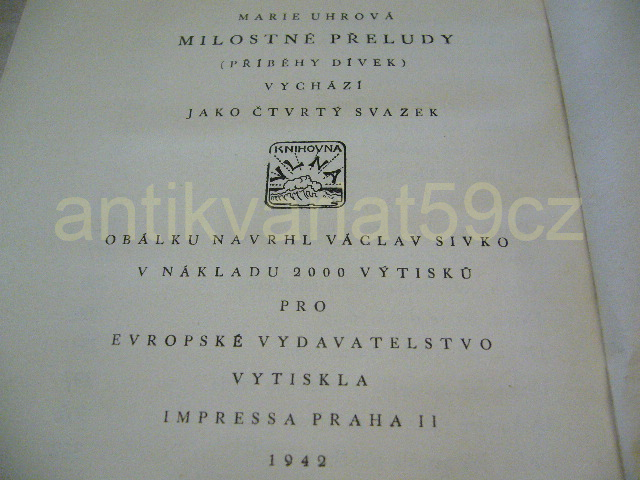 MARIE UHROVÁ
MILOSTNÉ PŘELUDY
(PŘÍBĚHY DÍVEK)
VYCHÁZÍ
JAKO ČTVRTÝ SVAZEK
KNIHOVNA
VLNA
antikvariat59cz
OBÁLKU NAVRHL VÁCLAV SIVKO
V NÁKLADU 2000 VÝTISKŮ
PRO
EVROPSKÉ VYDAVATELSTVO
VYTISKLA
IMPRESSA PRAHA II
1942